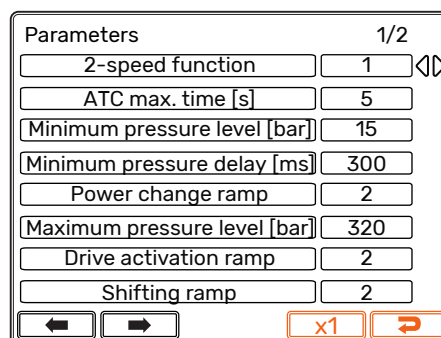 Parameters 1/2
2-speed function 1
ATC max. time [s] 5
Minimum pressure level [bar] 15
Minimum pressure delay [ms] 300
Power change ramp 2
Maximum pressure level [bar] 320
Drive activation ramp 2
Shifting ramp 2
x1